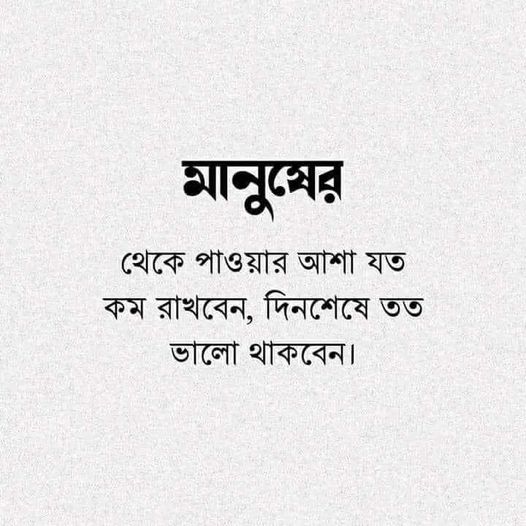 মানুষের
থেকে পাওয়ার আশা যত
কম রাখবেন, দিনশেষে তত
ভালো থাকবেন।